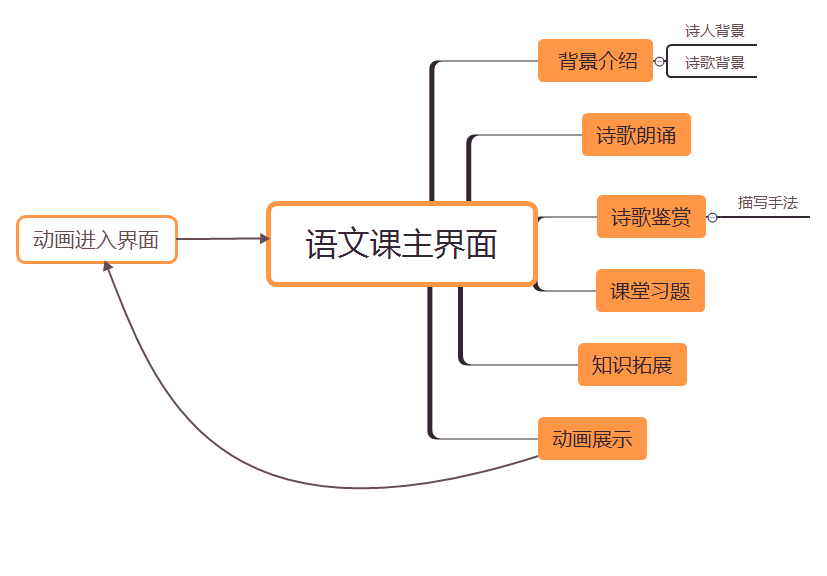 诗人背景
背景介绍
诗歌背景
诗歌朗诵
描写手法
诗歌鉴赏
动画进入界面
语文课主界面
课堂习题
知识拓展
动画展示